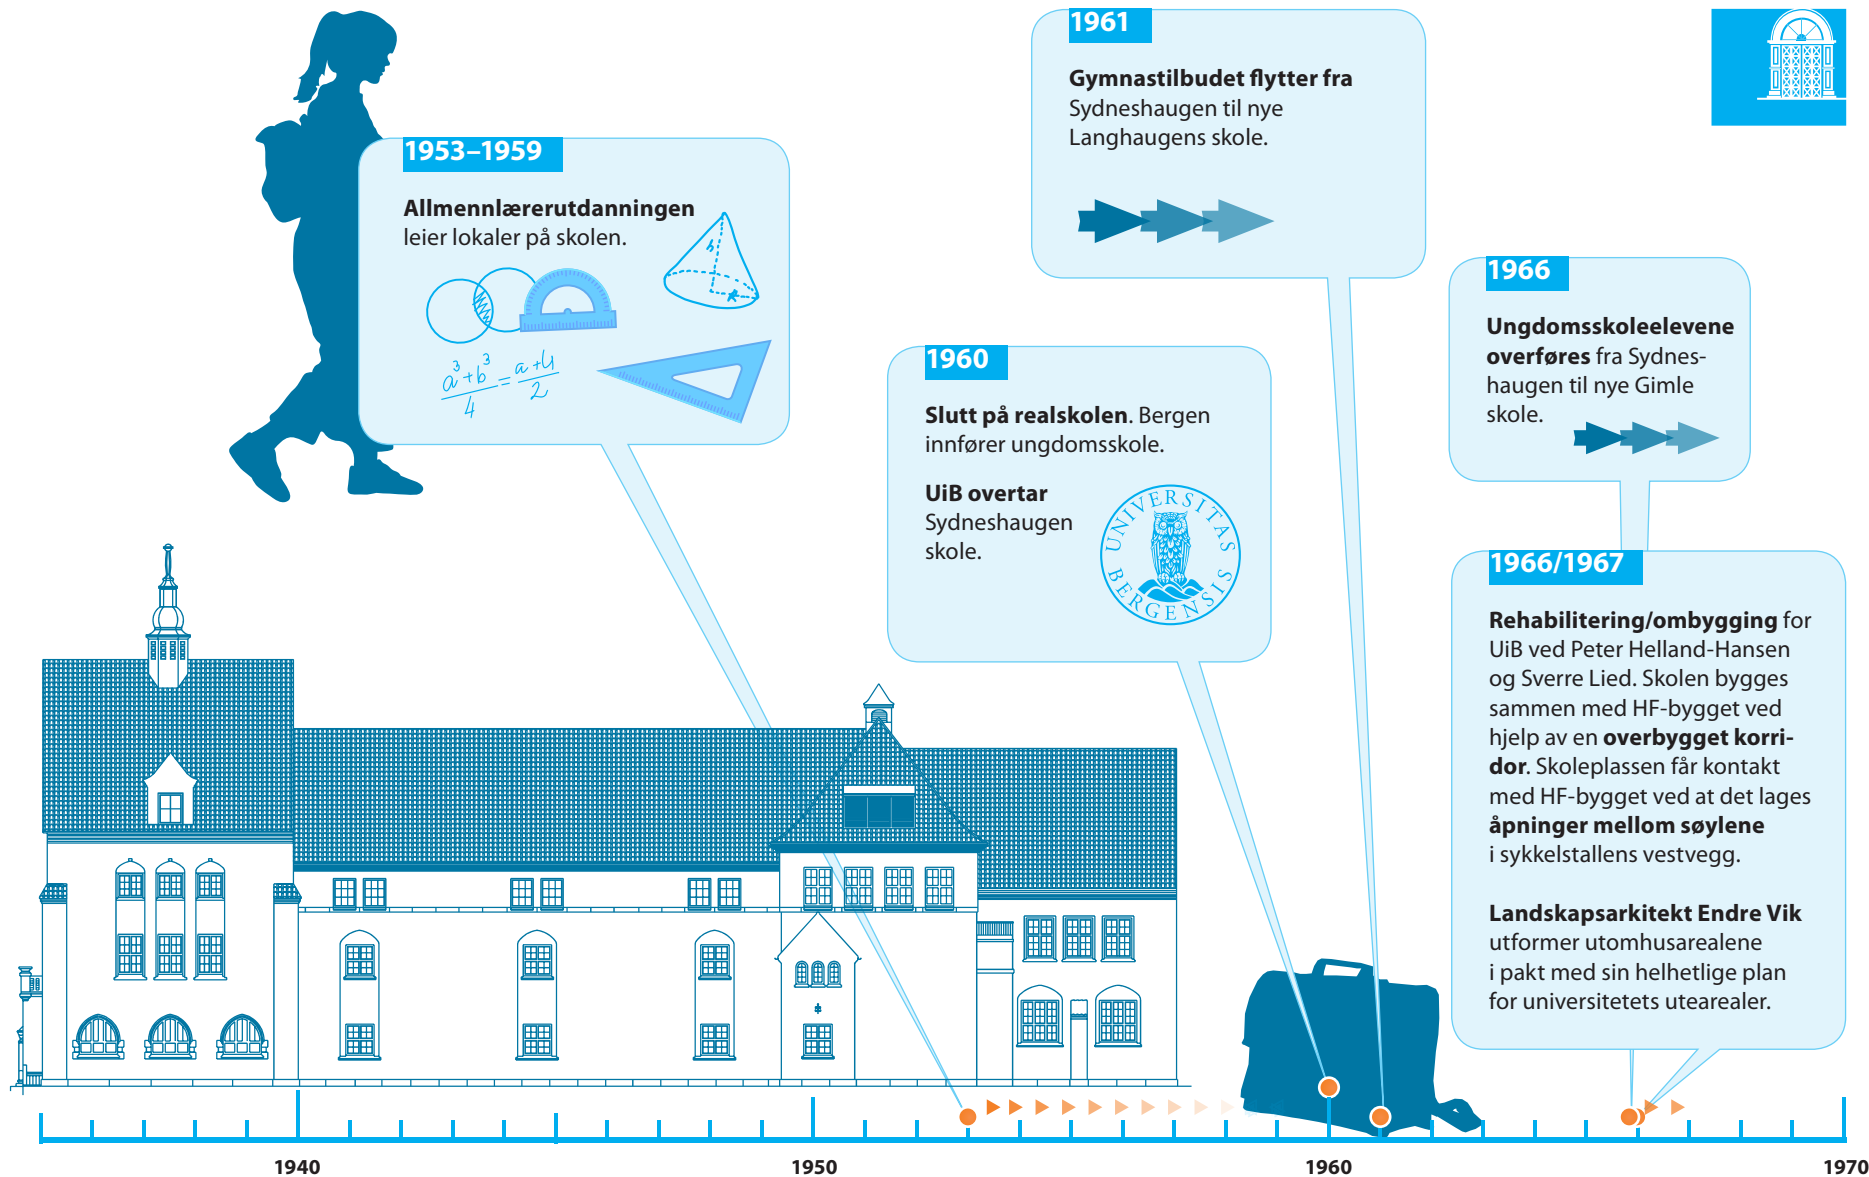 1953–1959
Allmennlærerutdanningen
leier lokaler på skolen.
h
r
a³+b³/4 = a+4/2
1960
Slutt på realskolen. Bergen
innfører ungdomsskole.
UiB overtar
Sydneshaugen
skole.
UNIVERSITAS
BERGENSIS
1961
Gymnastilbudet flytter fra
Sydneshaugen til nye
Langhaugens skole.
1966
Ungdomsskoleelevene
overføres fra Sydnes-
haugen til nye Gimle
skole.
1966/1967
Rehabilitering/ombygging for
UiB ved Peter Helland-Hansen
og Sverre Lied. Skolen bygges
sammen med HF-bygget ved
hjelp av en overbygget korri-
dor. Skoleplassen får kontakt
med HF-bygget ved at det lages
åpninger mellom søylene
i sykkelstallens vestvegg.
Landskapsarkitekt Endre Vik
utformer utomhusarealene
i pakt med sin helhetlige plan
for universitetets utearealer.
1940
1950
1960
1970